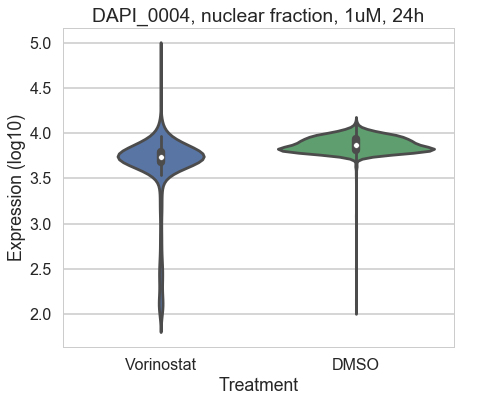 DAPI_0004, nuclear fraction, 1uM, 24h
Expression (log10)
5.0
4.5
4.0
3.5
3.0
2.5
2.0
Vorinostat DMSO
Treatment